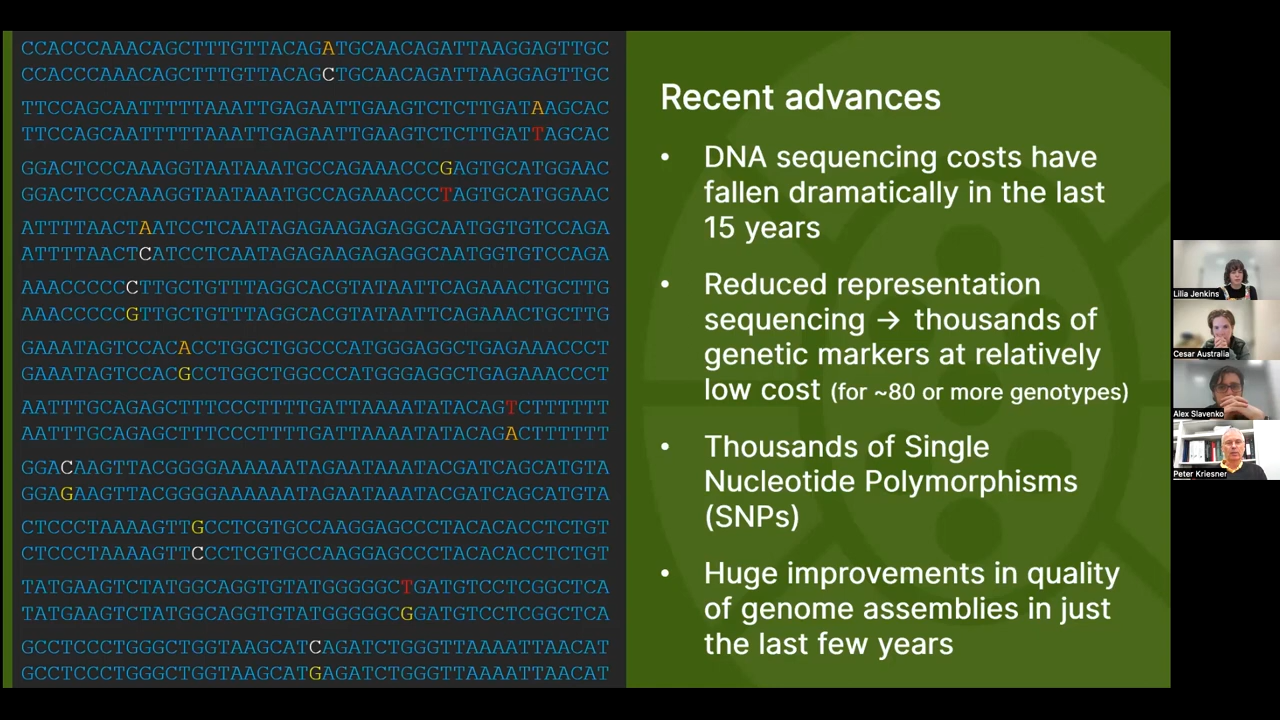 CCACCCAAACAGCTTTGTTACAGATGCAACAGATTAAGGAGTTGC
CCACCCAAACAGCTTTGTTACAGCTGCAACAGATTAAGGAGTTGC
TTCCAGCAATTTTTAAATTGAGAATTGAAGTCTCTTGATAAGCAC
TTCCAGCAATTTTTAAATTGAGAATTGAAGTCTCTTGATTAGCAC
GGACTCCCAAAGGTAATAAATGCCAGAAACCCGAGTGCATGGAAC
GGACTCCCAAAGGTAATAAATGCCAGAAACCCTAGTGCATGGAAC
ATTTTAACTAATCCTCAATAGAGAAGAGAGGCAATGGTGTCCAGA
ATTTTAACTCATCCTCAATAGAGAAGAGAGGCAATGGTGTCCAGA
AAACCCCCCTTGCTGTTTAGGCACGTATAATTCAGAAACTGCTTG
AAACCCCCGTTGCTGTTTAGGCACGTATAATTCAGAAACTGCTTG
GAAATAGTCCACACCTGGCTGGCCCATGGGAGGCTGAGAAACCCT
GAAATAGTCCACGCCTGGCTGGCCCATGGGAGGCTGAGAAACCCT
AATTTGCAGAGCTTTCCCTTTTGATTAAAATATACAGTCTTTTTT
AATTTGCAGAGCTTTCCCTTTTGATTAAAATATACAGACTTTTTT
GGACAAGTTACGGGGAAAAAATAGAATAAATACGATCAGCATGTA
GGAGAAGTTACGGGGAAAAAATAGAATAAATACGATCAGCATGTA
CTCCCTAAAAGTTGCCTCGTGCCAAGGAGCCCTACACACCTCTGT
CTCCCTAAAAGTTCCCTCGTGCCAAGGAGCCCTACACACCTCTGT
TATGAAGTCTATGGCAGGTGTATGGGGGCTGATGTCCTCGGCTCA
TATGAAGTCTATGGCAGGTGTATGGGGGCGGATGTCCTCGGCTCA
GCCTCCCTGGGCTGGTAAGCATCAGATCTGGGTTAAAATTAACAT
GCCTCCCTGGGCTGGTAAGCATGAGATCTGGGTTAAAATTAACAT
Recent advances
• DNA sequencing costs have
fallen dramatically in the last
15 years
• Reduced representation
sequencing → thousands of
genetic markers at relatively
low cost (for ~80 or more genotypes)
• Thousands of Single
Nucleotide Polymorphisms
(SNPs)
• Huge improvements in quality
of genome assemblies in just
the last few years
Lilia Jenkins
Cesar Australia
Alex Slavenko
Peter Kriesner